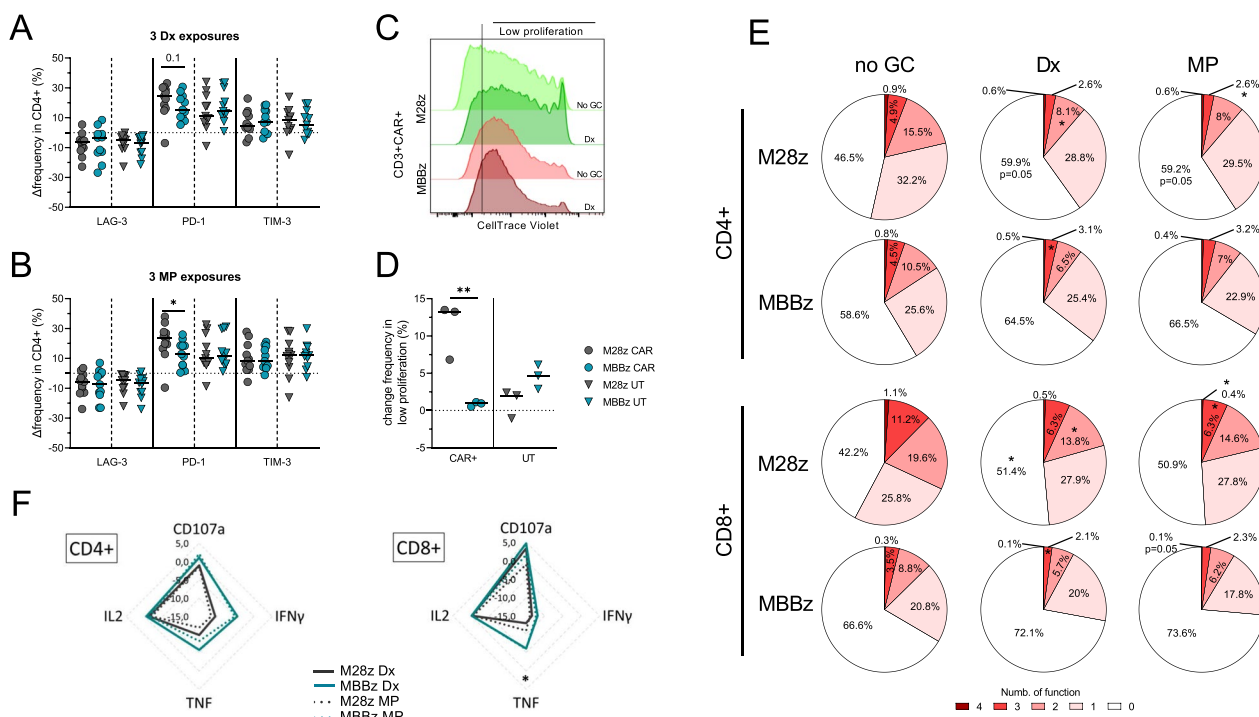 A
3 Dx exposures
0.1
Δfrequency in CD4+ (%)
50
30
10
-10
-30
-50
LAG-3 PD-1 TIM-3
B
3 MP exposures
*
Δfrequency in CD4+ (%)
50
30
10
-10
-30
-50
LAG-3 PD-1 TIM-3
C
Low proliferation
CD3+CAR+
M28z
MBBz
No GC
Dx
No GC
Dx
CellTrace Violet
D
**
change frequency in
low proliferation (%)
15
10
5
0
-5
CAR+ UT
M28z CAR
MBBz CAR
M28z UT
MBBz UT
E
no GC Dx MP
CD4+
M28z
0.9%
4.9%
15.5%
32.2%
46.5%
0.6%
2.6%
8.1%
*
28.8%
59.9%
p=0.05
0.6%
2.6%
*
8%
29.5%
59.2%
p=0.05
MBBz
0.8%
4.5%
10.5%
25.6%
58.6%
0.5%
3.1%
*
6.5%
25.4%
64.5%
0.4%
3.2%
7%
22.9%
66.5%
CD8+
M28z
1.1%
11.2%
19.6%
25.8%
42.2%
0.5%
6.3%
*
13.8%
27.9%
*
51.4%
*
0.4%
*
6.3%
14.6%
27.8%
50.9%
MBBz
0.3%
3.5%
8.8%
20.8%
66.6%
0.1%
2.1%
*
5.7%
20%
72.1%
0.1%
p=0.05
2.3%
6.2%
17.8%
73.6%
Numb. of function
4 3 2 1 0
F
CD4+
CD107a
5,0
0,0
-5,0
-10,0
-15,0
IL2
IFNγ
TNF
CD8+
CD107a
5,0
0,0
-5,0
-10,0
-15,0
IL2
IFNγ
*
TNF
M28z Dx
MBBz Dx
M28z MP
MBBz MP